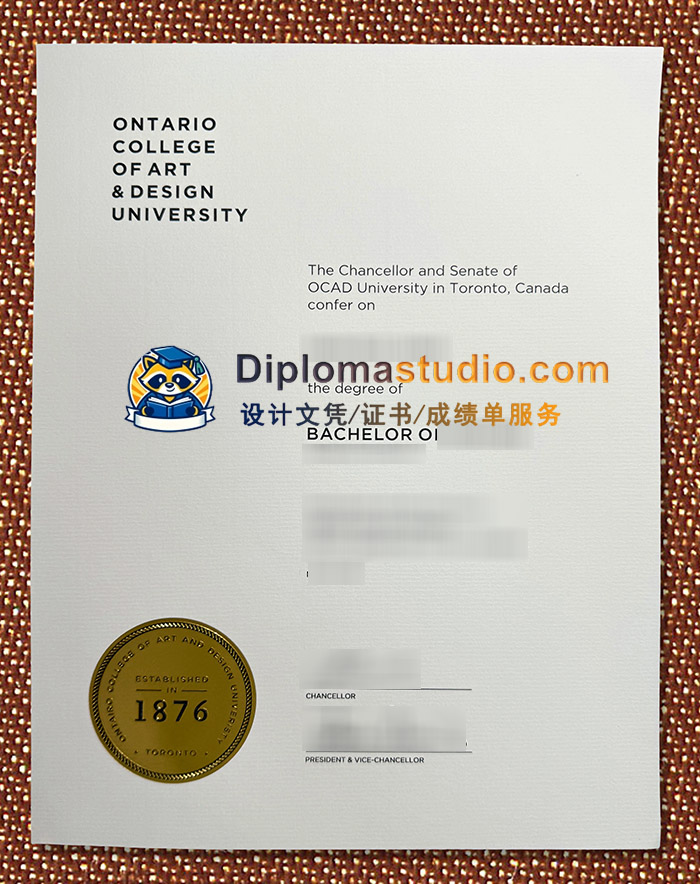 ONTARIO
COLLEGE
OF ART
& DESIGN
UNIVERSITY
The Chancellor and Senate of
OCAD University in Toronto, Canada
confer on
Diplomastudio.com
the degree of
设计文凭/证书/成绩单服务
BACHELOR
ONTAIRO COLLEGE OF ART AND DESIGN UNIVERISTY
ESTABLISHED
IN
1876
TORONTO
CHANCELLOR
PRESIDENT & VICE-CHANCELLOR